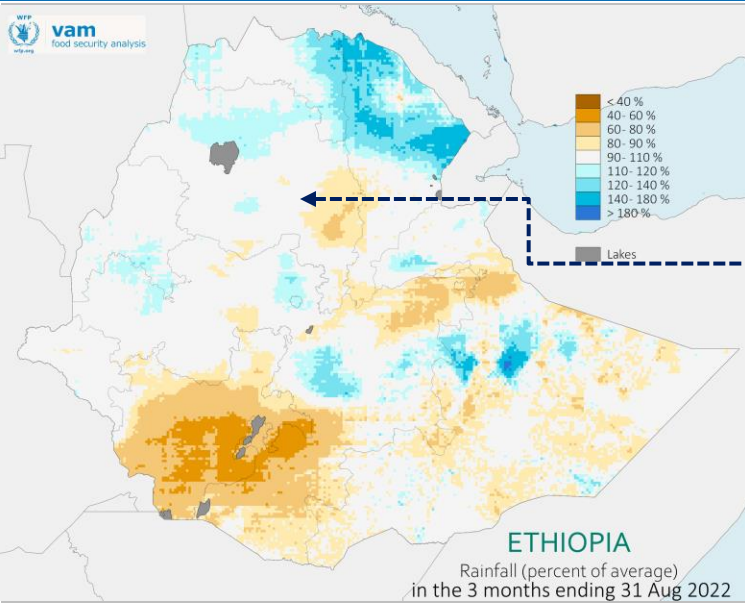 WFP
wfp.org
vam
food security analysis
< 40 %
40- 60 %
60- 80 %
80- 90 %
90- 110 %
110- 120 %
120- 140 %
140- 180 %
> 180 %
Lakes
ETHIOPIA
Rainfall (percent of average)
in the 3 months ending 31 Aug 2022